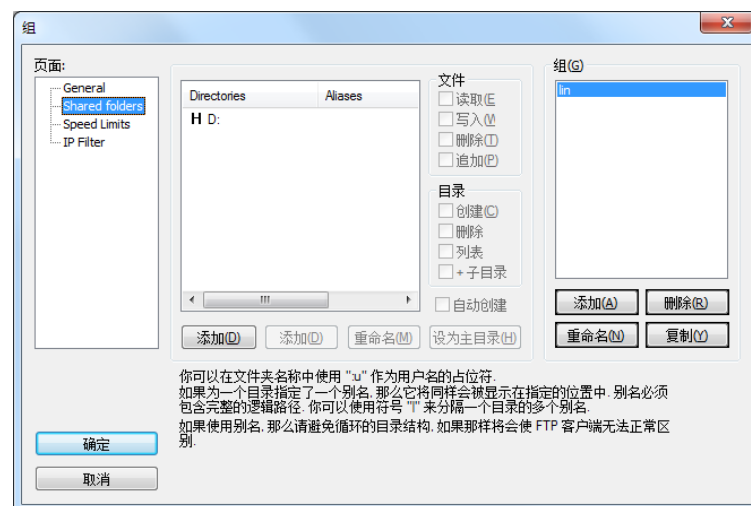 组
页面:
General
Shared folders
Speed Limits
IP Filter
Directories Aliases
H D:
文件
读取(E
写入(W
删除(T)
追加(P)
目录
创建(C)
删除
列表
+ 子目录
自动创建
添加(D) 添加(D) 重命名(M) 设为主目录(H)
组(G)
lin
添加(A) 删除(R)
重命名(N) 复制(Y)
你可以在文件夹名称中使用 ":u" 作为用户名的占位符.
如果为一个目录指定了一个别名, 那么它将同样会被显示在指定的位置中. 别名必须
包含完整的逻辑路径. 你可以使用符号 "|" 来分隔一个目录的多个别名.
如果使用别名, 那么请避免循环的目录结构, 如果那样将会使 FTP 客户端无法正常区
别.
确定
取消